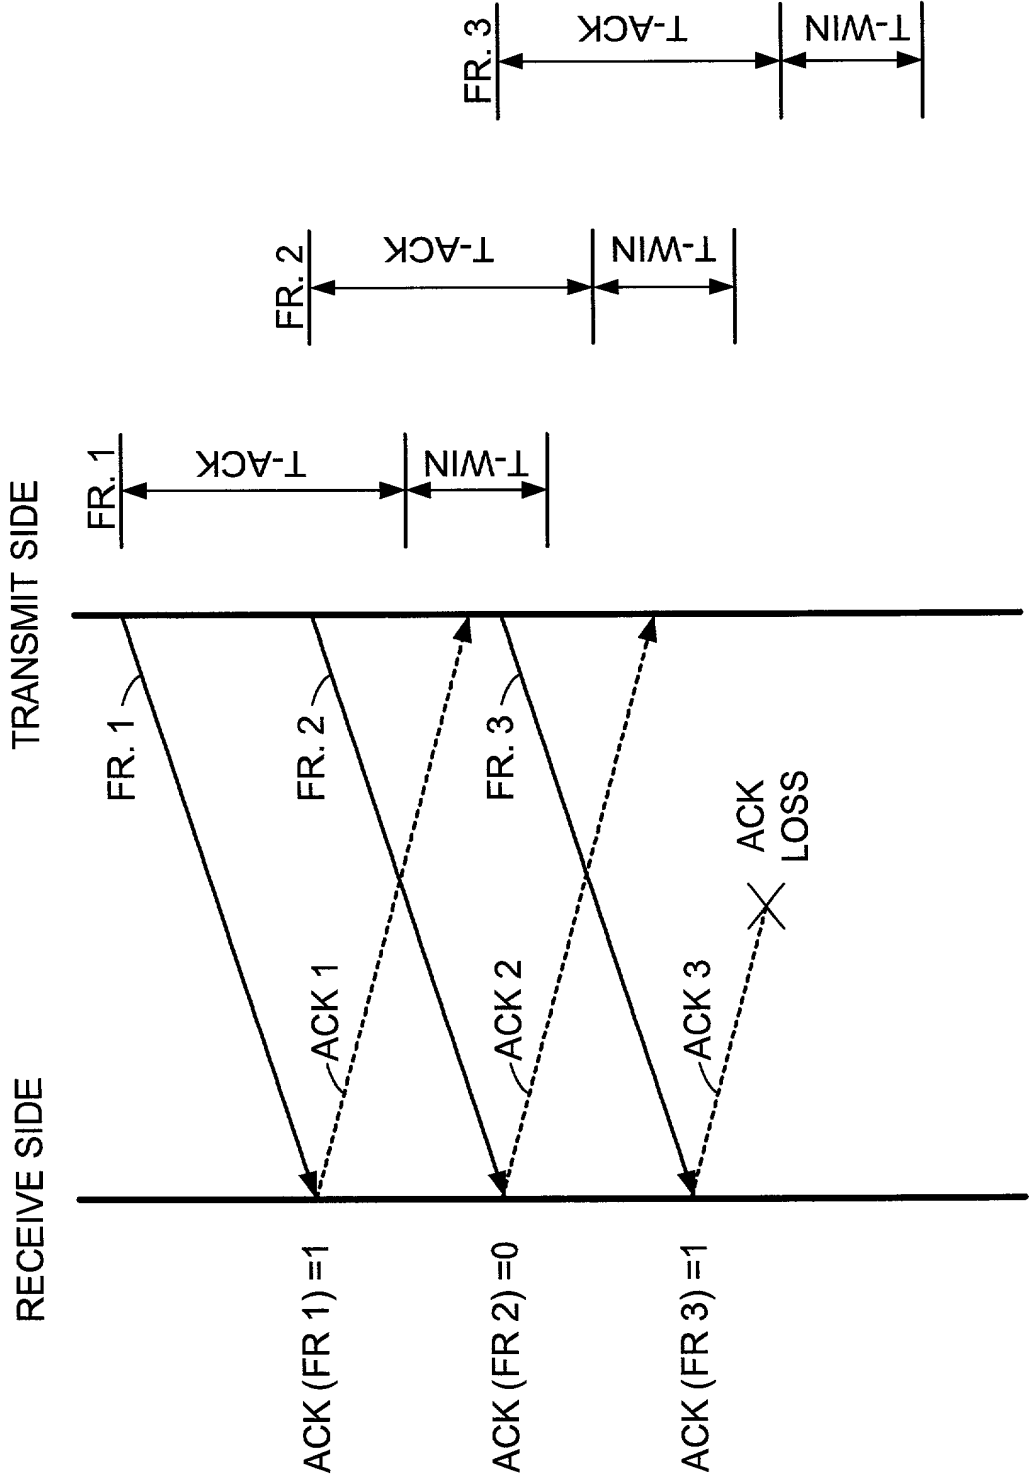 TRANSMIT SIDE
RECEIVE SIDE
FR. 1
T-ACK
T-WIN
FR. 2
T-ACK
T-WIN
FR. 3
T-ACK
T-WIN
FR. 1
FR. 2
FR. 3
ACK 1
ACK 2
ACK 3
ACK
LOSS
ACK (FR 1) =1
ACK (FR 2) =0
ACK (FR 3) =1